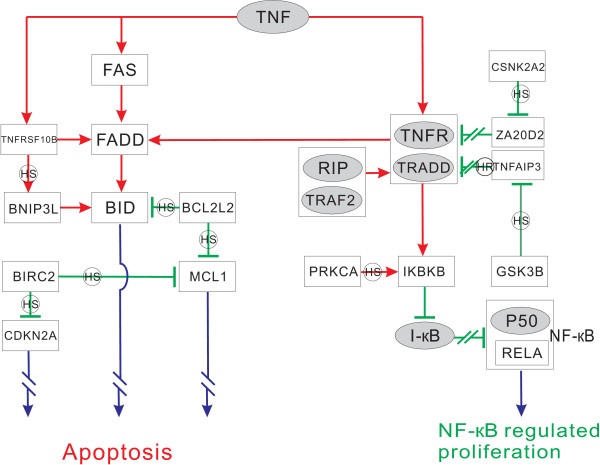 TNF
FAS
CSNK2A2
HS
TNFRSF10B
FADD
TNFR
ZA20D2
HS
RIP
TRADD
HR
TNFAIP3
TRAF2
BNIP3L
BID
HS
BCL2L2
HS
HS
BIRC2
HS
MCL1
PRKCA
HS
IKBKB
GSK3B
HS
CDKN2A
I-κB
P50
NF-κB
RELA
Apoptosis
NF-κB regulated
proliferation